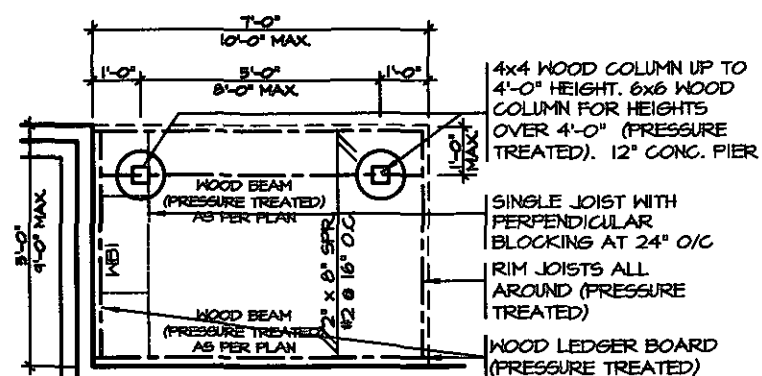 7'-0"
10'-0" MAX.
1'-0"
5'-0"
1'-0"
8'-0" MAX.
4x4 WOOD COLUMN UP TO
4'-0" HEIGHT. 6x6 WOOD
COLUMN FOR HEIGHTS
OVER 4'-0" (PRESSURE
TREATED). 12" CONC. PIER
1'-0"
MAX.
WOOD BEAM
(PRESSURE TREATED)
AS PER PLAN
SINGLE JOIST WITH
PERPENDICULAR
BLOCKING AT 24" O/C
5'-0"
9'-0" MAX.
WB1
2" x 8" SPR.
#2 @ 16" O.C
RIM JOISTS ALL
AROUND (PRESSURE
TREATED)
WOOD BEAM
(PRESSURE TREATED)
AS PER PLAN
WOOD LEDGER BOARD
(PRESSURE TREATED)